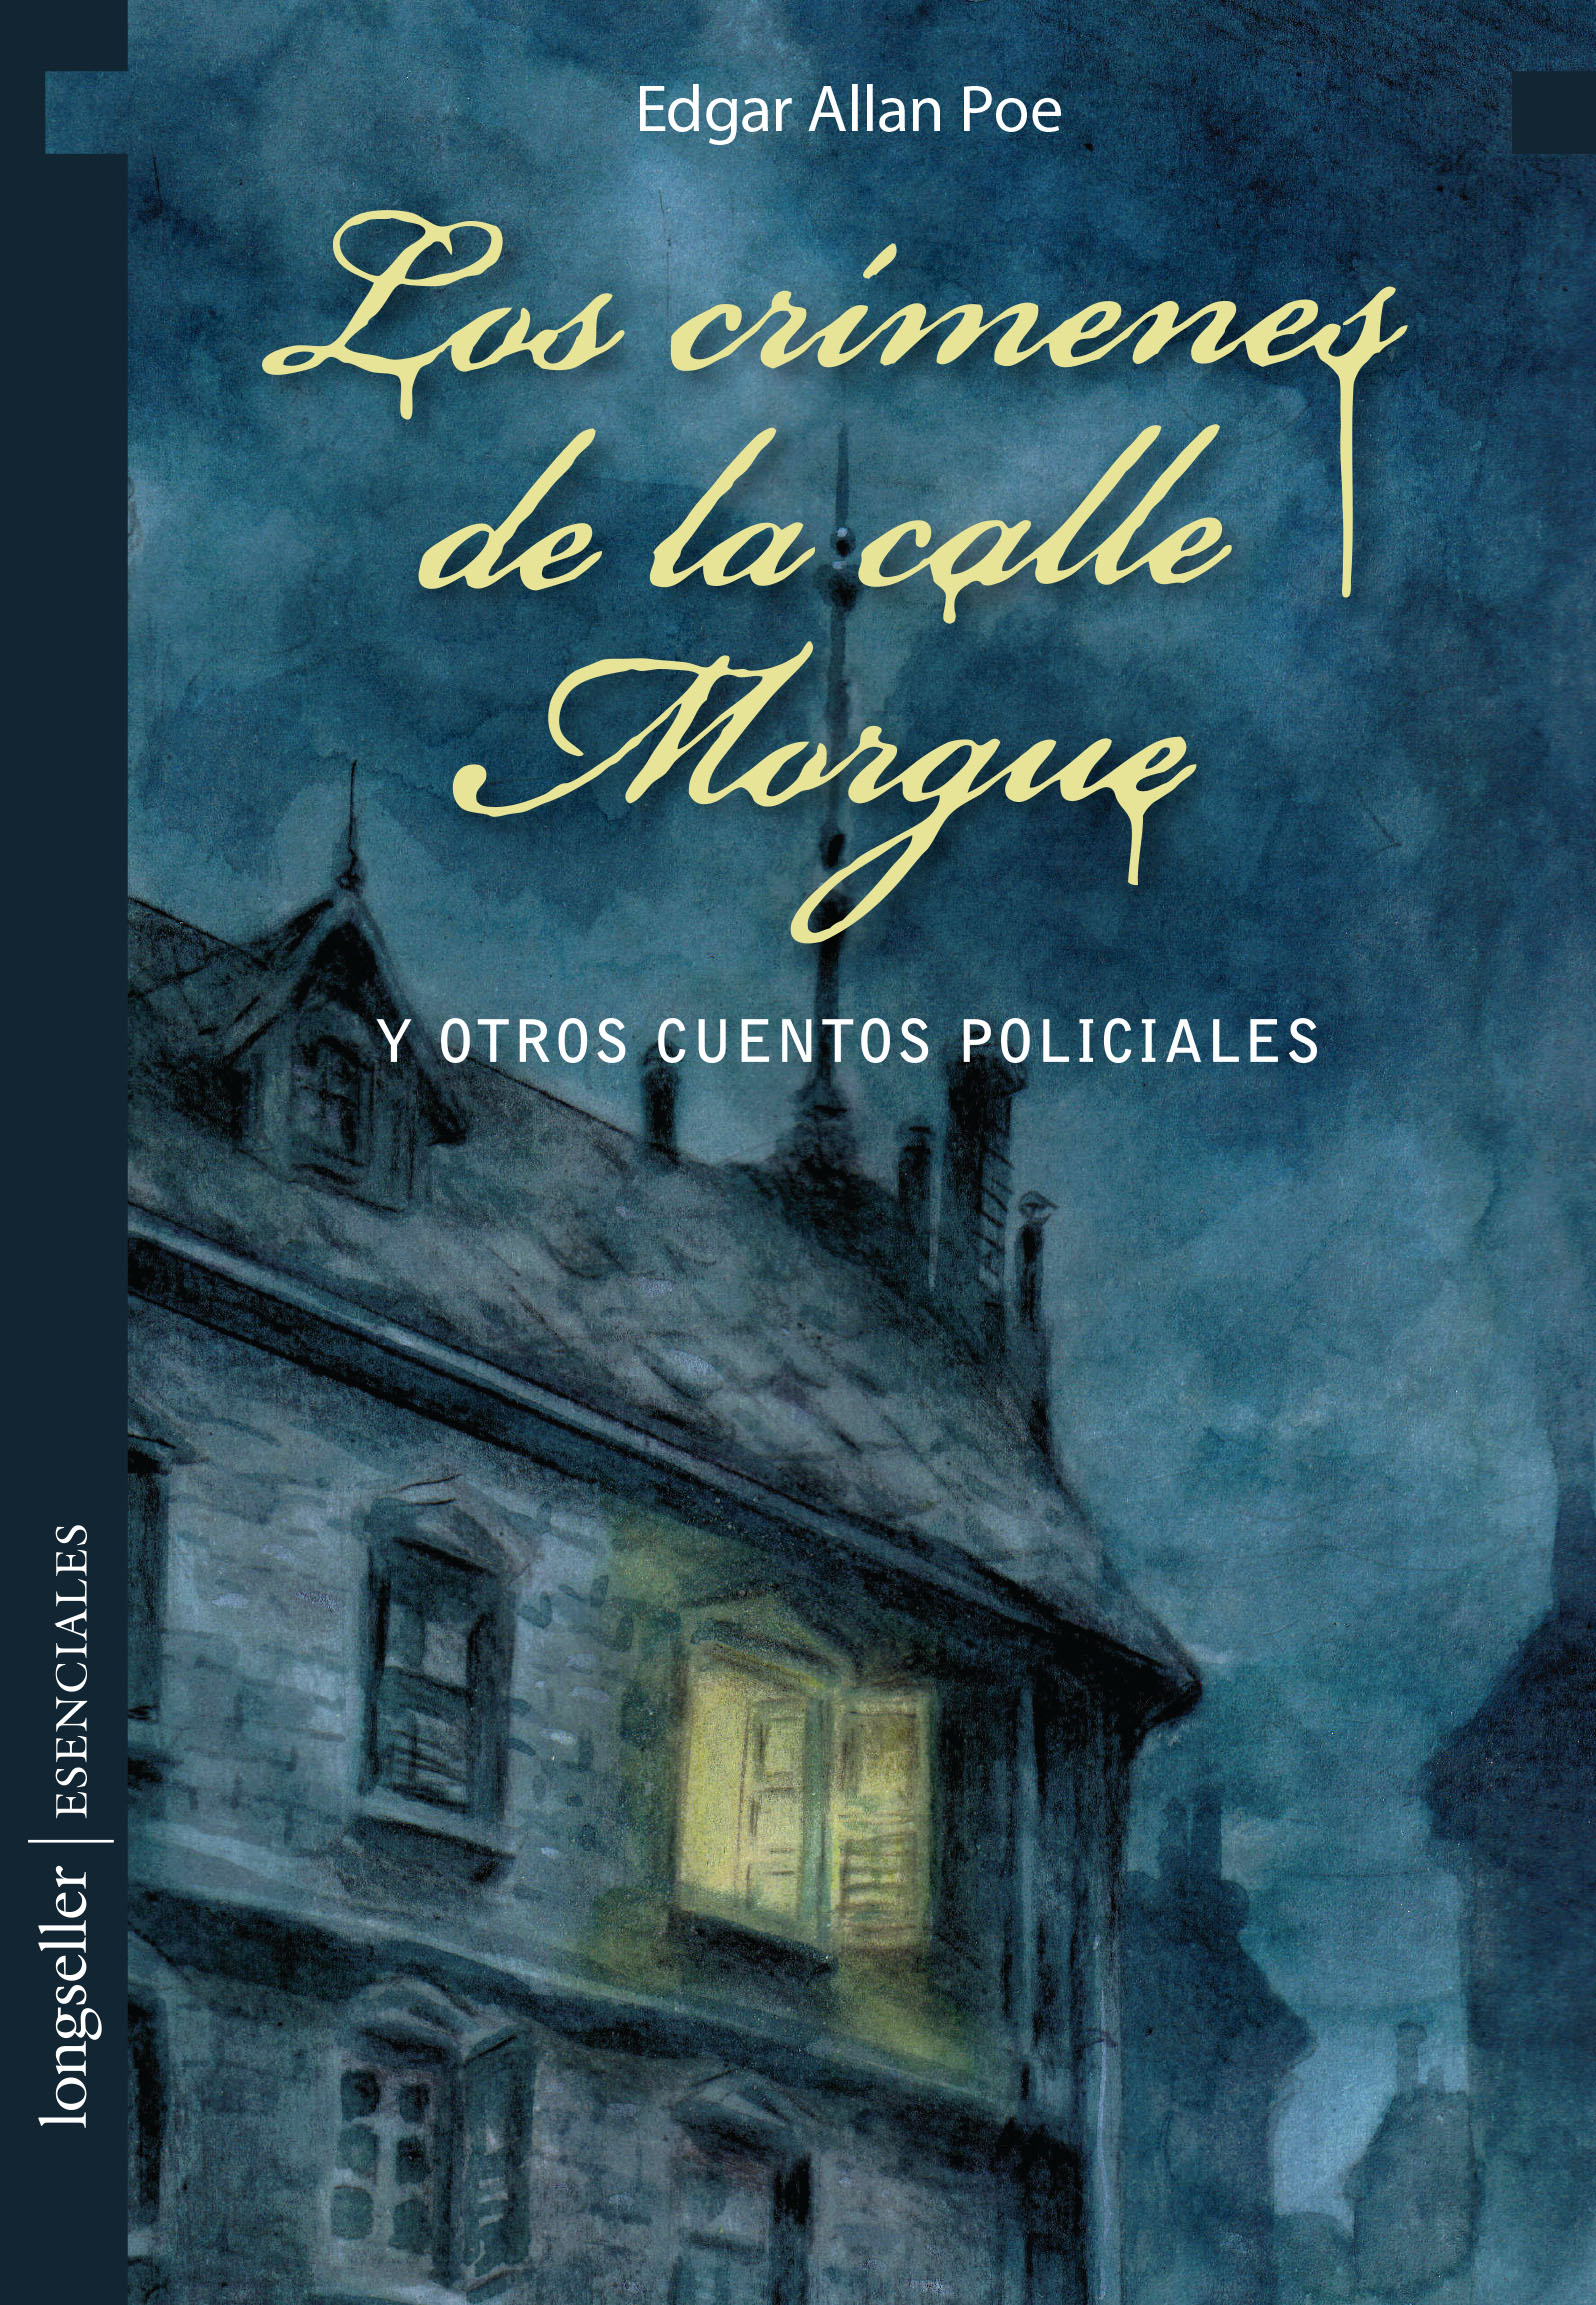 Edgar Allan Poe
Los crímenes
de la calle
Morgue
Y OTROS CUENTOS POLICIALES
longseller | ESENCIALES